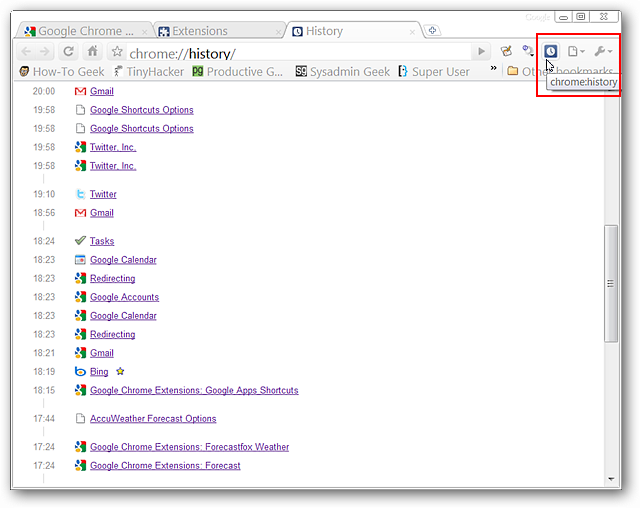 Google
Google Chrome Extensions History
chrome://history/
How-To Geek TinyHacker Productive G... Sysadmin Geek Super User » Other bookmarks
chrome:history
20:00 Gmail
19:58 Google Shortcuts Options
19:58 Google Shortcuts Options
19:58 Twitter, Inc.
19:58 Twitter, Inc.
19:10 Twitter
18:56 Gmail
18:24 Tasks
18:23 Google Calendar
18:23 Redirecting
18:23 Google Accounts
18:23 Google Calendar
18:23 Redirecting
18:21 Gmail
18:19 Bing
18:15 Google Chrome Extensions: Google Apps Shortcuts
17:44 AccuWeather Forecast Options
17:24 Google Chrome Extensions: Forecastfox Weather
17:24 Google Chrome Extensions: Forecast